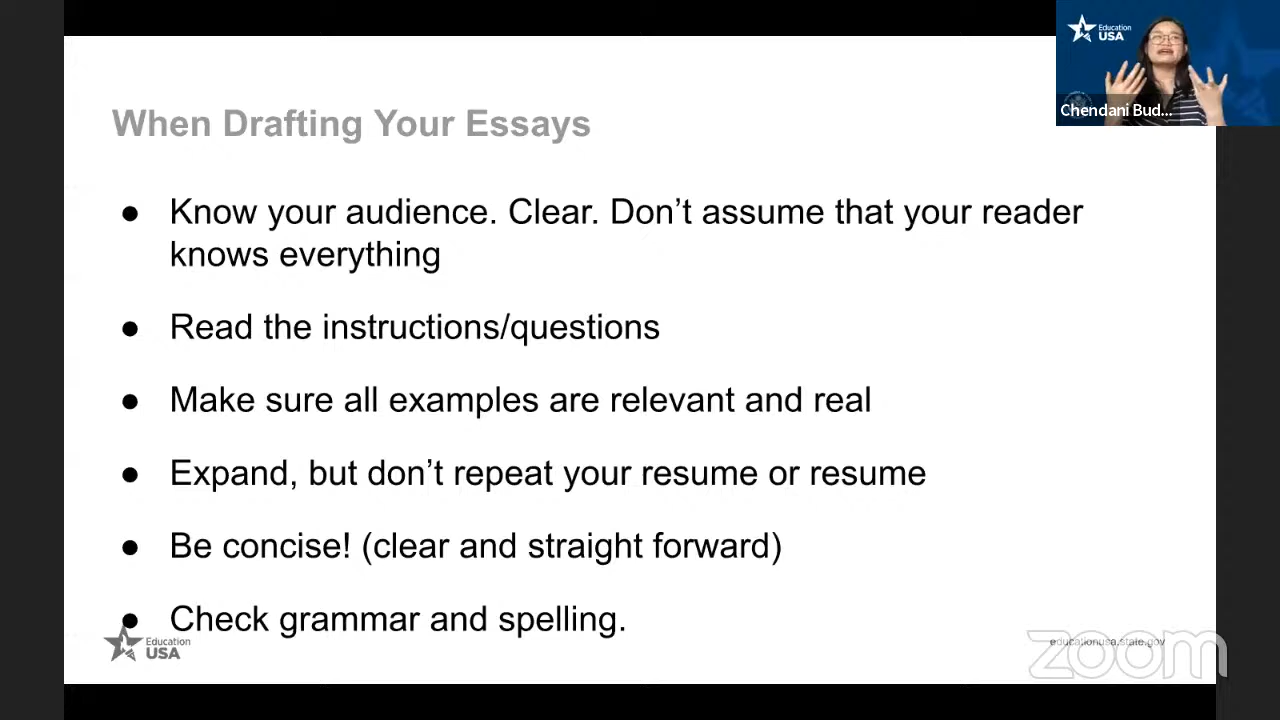 Education
USA
Chendani Bud...
When Drafting Your Essays
● Know your audience. Clear. Don’t assume that your reader
knows everything
● Read the instructions/questions
● Make sure all examples are relevant and real
● Expand, but don’t repeat your resume or resume
● Be concise! (clear and straight forward)
● Check grammar and spelling.
Education
USA
educationusa.state.gov
zoom